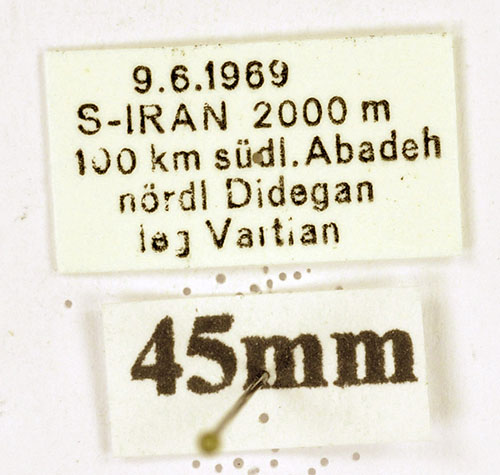 9.6.1969
S-IRAN 2000 m
100 km südl. Abadeh
nördl Didegan
leg Vartian
45mm